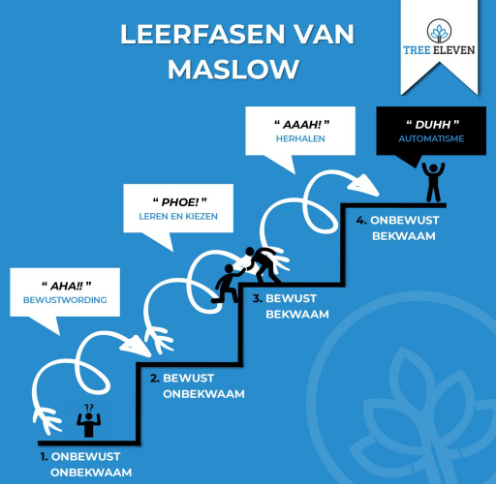 LEERFASEN VAN
MASLOW
TREE ELEVEN
“ AAAH! ”
HERHALEN
“ DUHH ”
AUTOMATISME
“ PHOE! ”
LEREN EN KIEZEN
4. ONBEWUST
BEKWAAM
“ AHA!! ”
BEWUSTWORDING
3. BEWUST
BEKWAAM
2. BEWUST
ONBEKWAAM
??
1. ONBEWUST
ONBEKWAAM